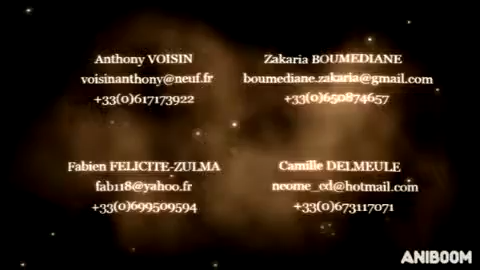 Anthony VOISIN
voisinanthony@neuf.fr
+33(0)617173922
Zakaria BOUMEDIANE
boumediane.zakaria@gmail.com
+33(0)650874657
Fabien FELICITE-ZULMA
fab118@yahoo.fr
+33(0)699509594
Camille DELMEULE
neome_cd@hotmail.com
+33(0)673117071
ANIBOOM